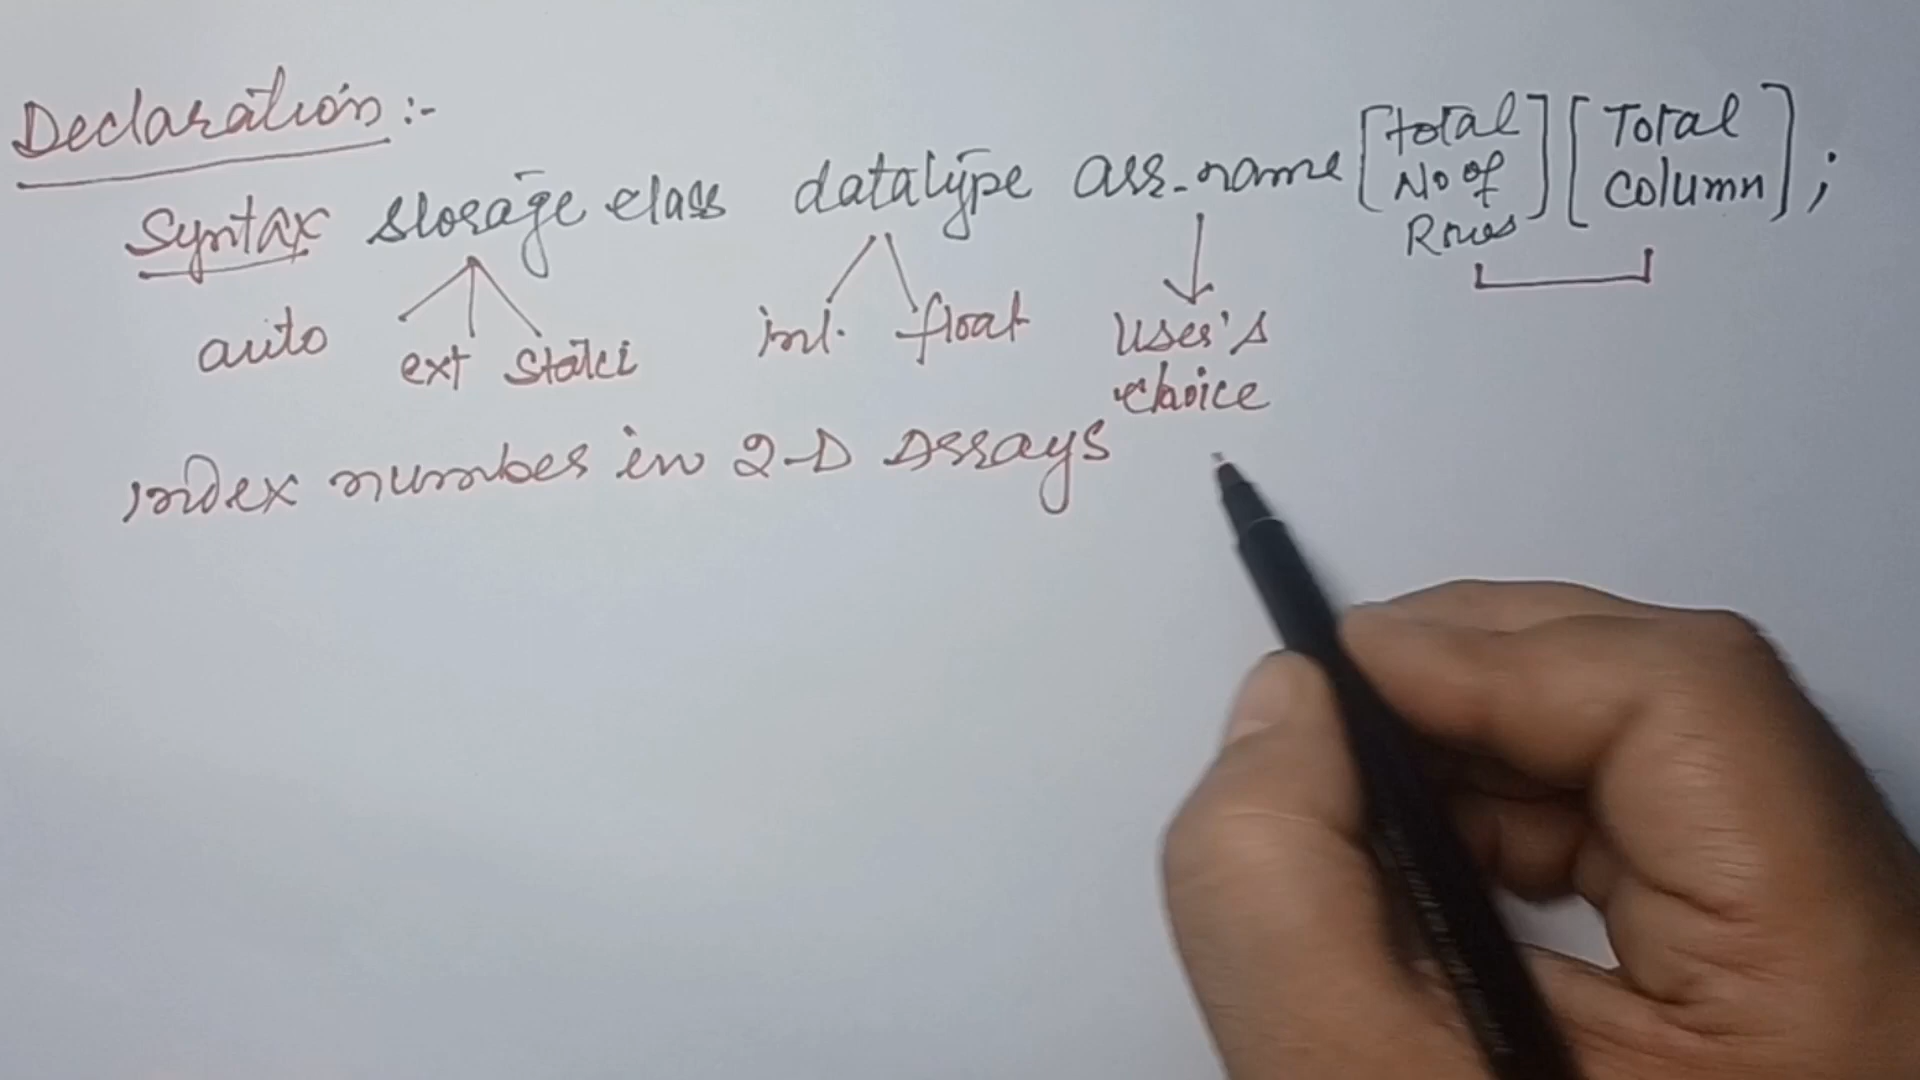 Declaration :-
Syntax storage class datatype arr_name [Total No of Rows] [Total Column] ;
auto ext static int. float User's choice
Index number in 2-D Arrays